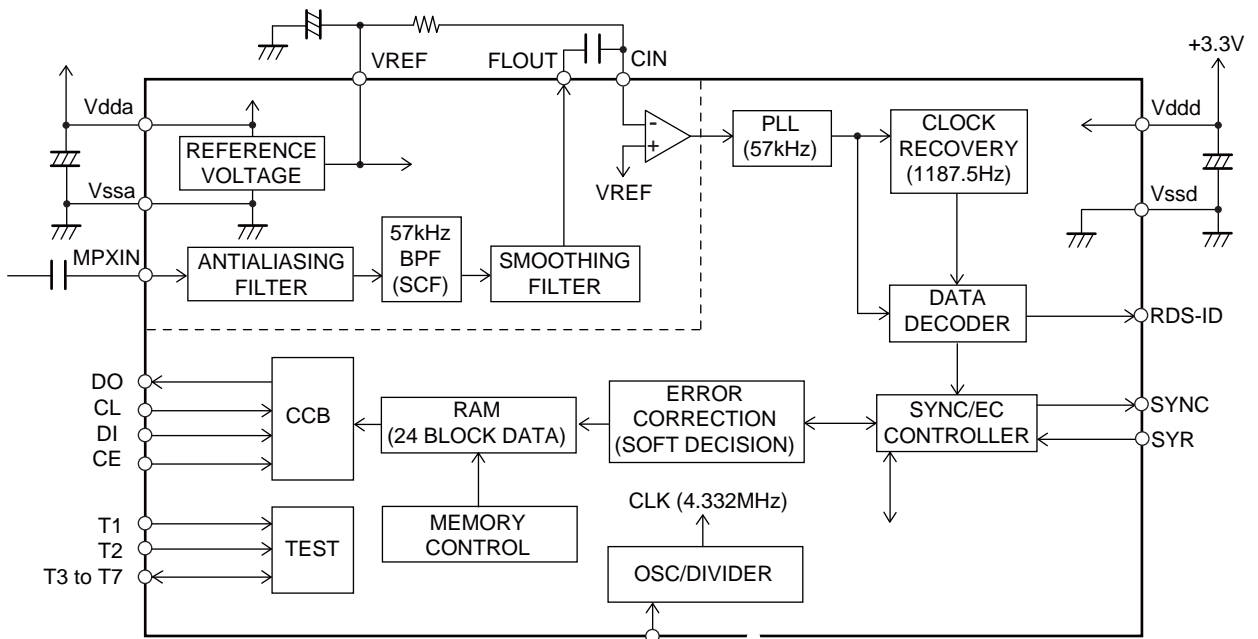 +3.3V
VREF
FLOUT
CIN
Vdda
Vddd
REFERENCE
VOLTAGE
-
+
VREF
PLL
(57kHz)
CLOCK
RECOVERY
(1187.5Hz)
Vssa
Vssd
MPXIN
ANTIALIASING
FILTER
57kHz
BPF
(SCF)
SMOOTHING
FILTER
DATA
DECODER
RDS-ID
DO
CL
DI
CE
CCB
RAM
(24 BLOCK DATA)
ERROR
CORRECTION
(SOFT DECISION)
SYNC/EC
CONTROLLER
SYNC
SYR
T1
T2
T3 to T7
TEST
MEMORY
CONTROL
CLK (4.332MHz)
OSC/DIVIDER